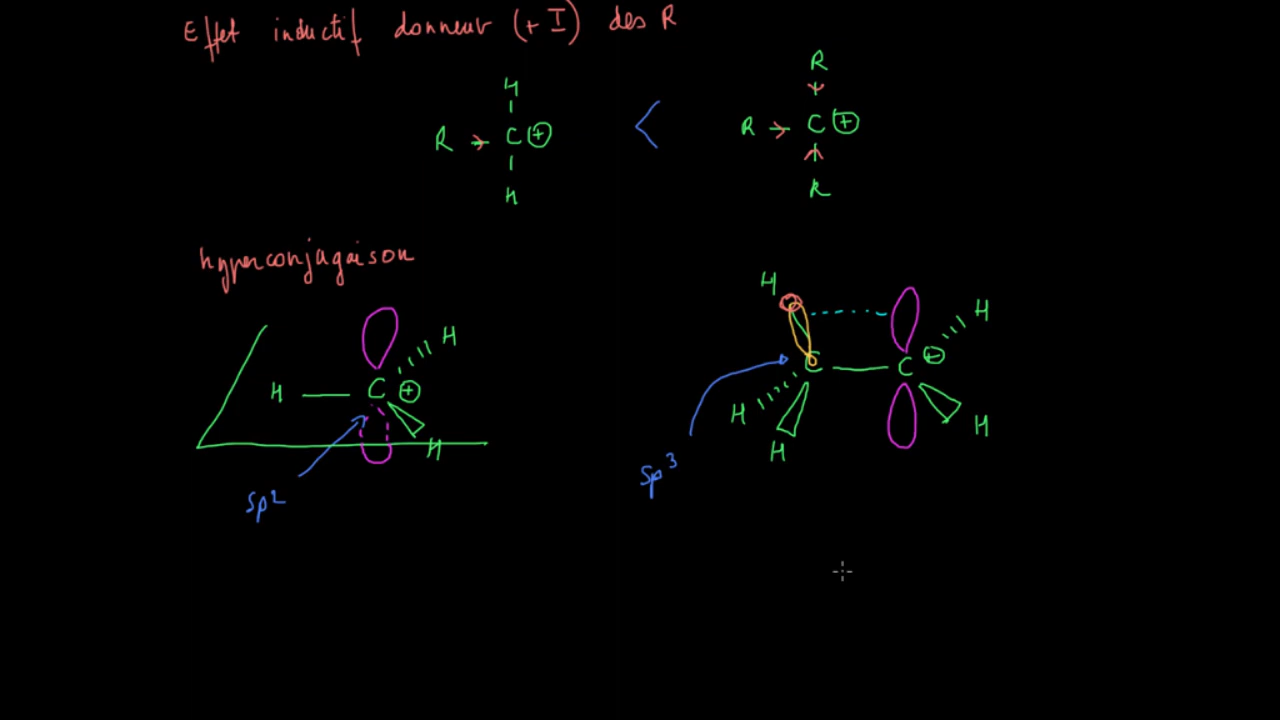 Effet inductif donneur (+ I) des R
H
R C +
H
<
R
R C +
R
hyperconjugaison
H
H C +
H
sp2
H
H
C C +
H
H
H
sp3